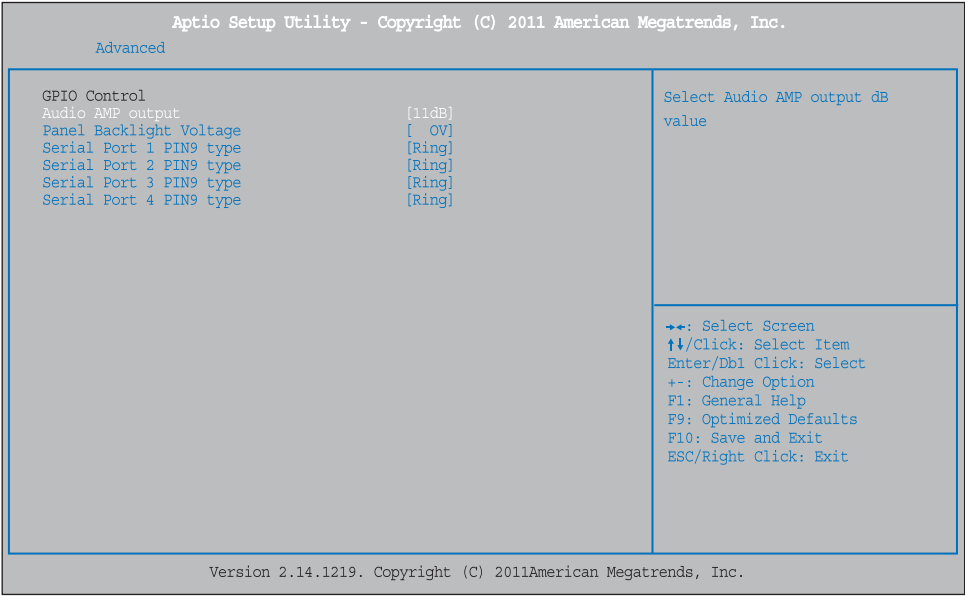 Aptio Setup Utility - Copyright (C) 2011 American Megatrends, Inc.
Advanced
GPIO Control
Audio AMP output [11dB]
Panel Backlight Voltage [  OV]
Serial Port 1 PIN9 type [Ring]
Serial Port 2 PIN9 type [Ring]
Serial Port 3 PIN9 type [Ring]
Serial Port 4 PIN9 type [Ring]
Select Audio AMP output dB
value
→←: Select Screen
↑↓/Click: Select Item
Enter/Db1 Click: Select
+-: Change Option
F1: General Help
F9: Optimized Defaults
F10: Save and Exit
ESC/Right Click: Exit
Version 2.14.1219. Copyright (C) 2011American Megatrends, Inc.